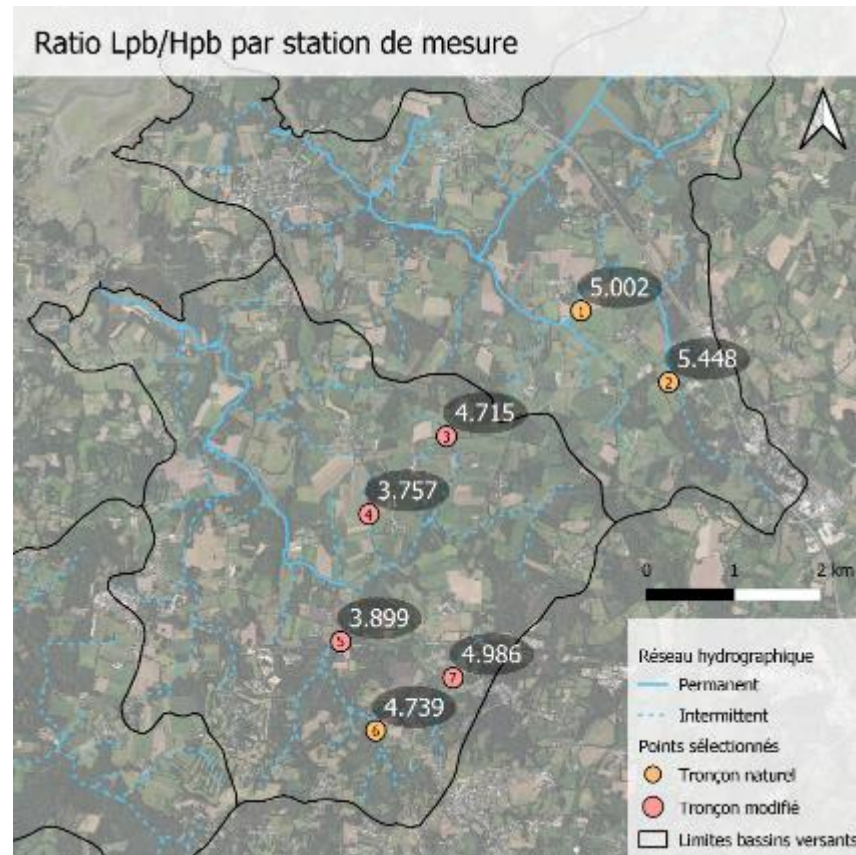 Ratio Lpb/Hpb par station de mesure
5.002
1
5.448
2
4.715
3
3.757
4
3.899
5
4.986
7
4.739
6
0 1 2 km
Réseau hydrographique
Permanent
Intermittent
Points sélectionnés
Tronçon naturel
Tronçon modifié
Limites bassins versants